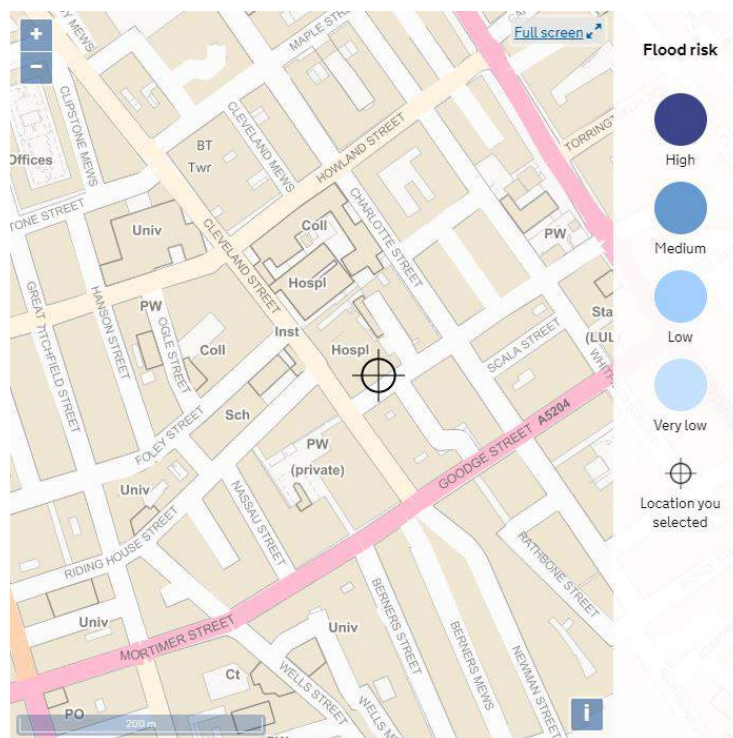 +
−
Full screen
MAPLE STREET
CLIPSTONE MEWS
CLEVELAND MEWS
BT
Twr
HOWLAND STREET
Offices
TONE STREET
Univ
CLEVELAND STREET
Coll
CHARLOTTE STREET
PW
Hospl
GREAT TITCHFIELD STREET
HANSON STREET
PW
OGLE STREET
Coll
Inst
Hospl
SCALA STREET
Sta
(LUL)
WHITF
Sch
FOLEY STREET
PW
(private)
GOODGE STREET A5204
Univ
NASSAU STREET
RIDING HOUSE STREET
RATHBONE STREET
MORTIMER STREET
Univ
Univ
BERNERS STREET
BERNERS MEWS
NEWMAN STREET
Ct
WELLS STREET
WELLS M
PO
200 m
i
Flood risk
High
Medium
Low
Very low
Location you
selected